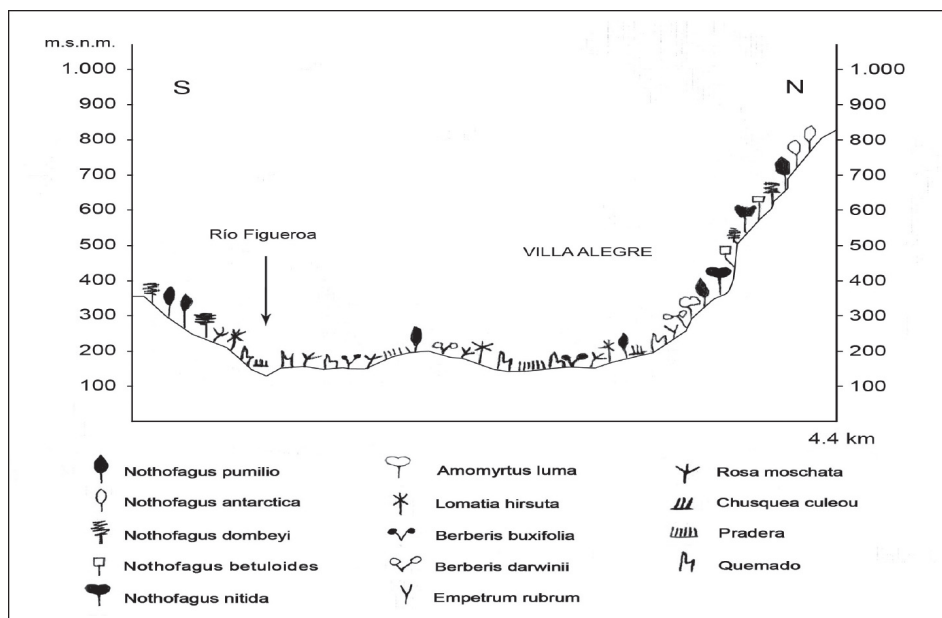 m.s.n.m.
1.000 1.000
S N
900 900
800 800
700 700
600 600
Río Figueroa
500 VILLA ALEGRE 500
400 400
300 300
200 200
100 100
4.4 km
Nothofagus pumilio Amomyrtus luma Rosa moschata
Nothofagus antarctica Lomatia hirsuta Chusquea culeou
Nothofagus dombeyi Berberis buxifolia Pradera
Nothofagus betuloides Berberis darwinii Quemado
Nothofagus nitida Empetrum rubrum